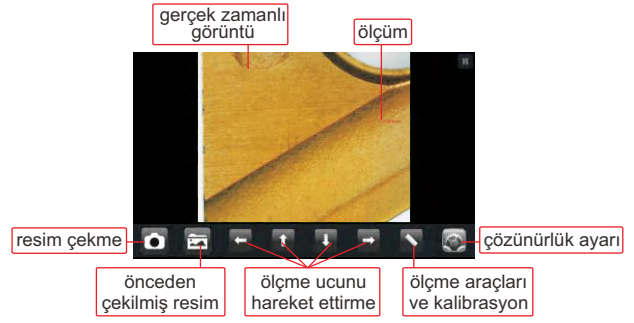 gerçek zamanlı
görüntü
ölçüm
resim çekme
çözünürlük ayarı
önceden
çekilmiş resim
ölçme ucunu
hareket ettirme
ölçme araçları
ve kalibrasyon